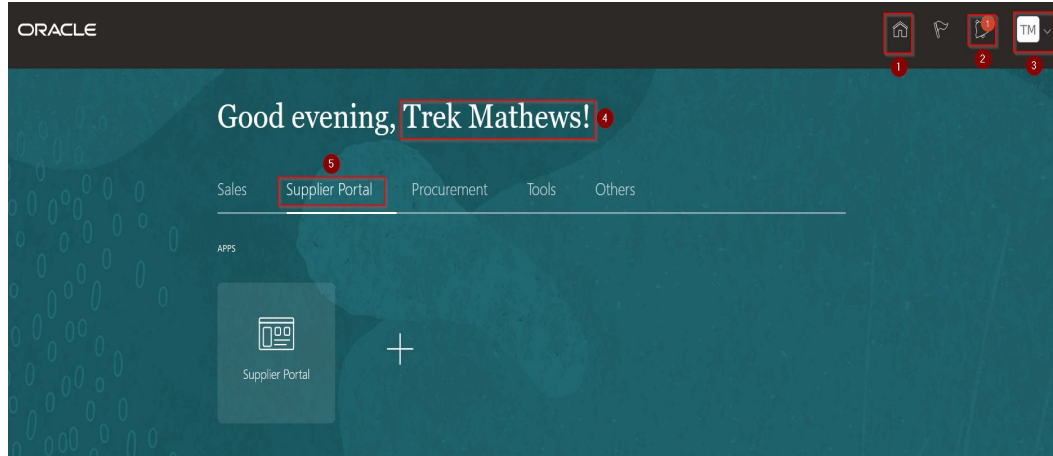 ORACLE
1
TM
1
2
3
Good evening, Trek Mathews!
4
5
Sales Supplier Portal Procurement Tools Others
APPS
Supplier Portal